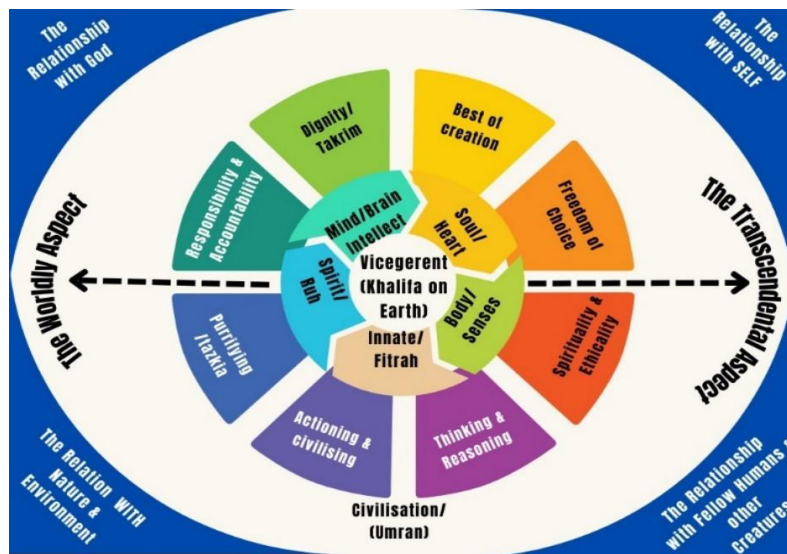 The
Relationship
with God
The
Relationship
with SELF
Dignity/
Takrim
Best of
creation
Responsibility &
Accountability
Freedom of
Choice
Mind/Brain
Intellect
Soul/
Heart
The Worldly Aspect
The Transcendental Aspect
Spirit/
Ruh
Vicegerent
(Khalifa on
Earth)
Body/
Senses
Innate/
Fitrah
Purrifying
/tazkia
Spirituality &
Ethicality
Actioning &
civilising
Thinking &
Reasoning
Civilisation/
(Umran)
The Relation WITH
Nature &
Environment
The Relationship
with Fellow Humans &
other
Creatures